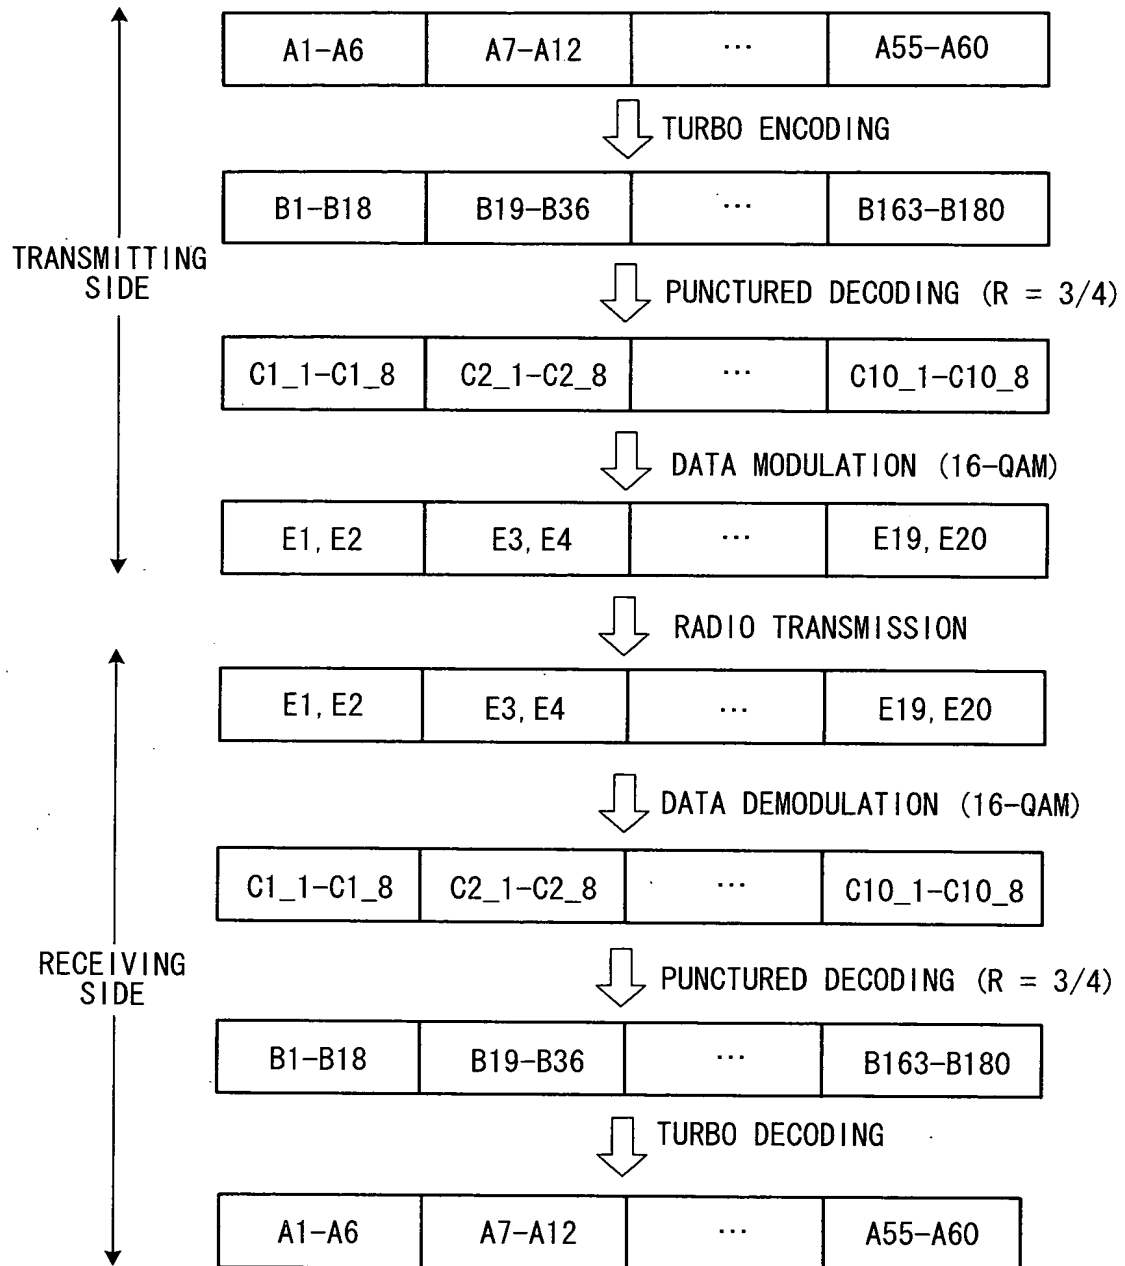 A1-A6 A7-A12 ... A55-A60
TURBO ENCODING
B1-B18 B19-B36 ... B163-B180
TRANSMITTING
SIDE
PUNCTURED DECODING (R = 3/4)
C1_1-C1_8 C2_1-C2_8 ... C10_1-C10_8
DATA MODULATION (16-QAM)
E1, E2 E3, E4 ... E19, E20
RADIO TRANSMISSION
E1, E2 E3, E4 ... E19, E20
DATA DEMODULATION (16-QAM)
C1_1-C1_8 C2_1-C2_8 ... C10_1-C10_8
RECEIVING
SIDE
PUNCTURED DECODING (R = 3/4)
B1-B18 B19-B36 ... B163-B180
TURBO DECODING
A1-A6 A7-A12 ... A55-A60